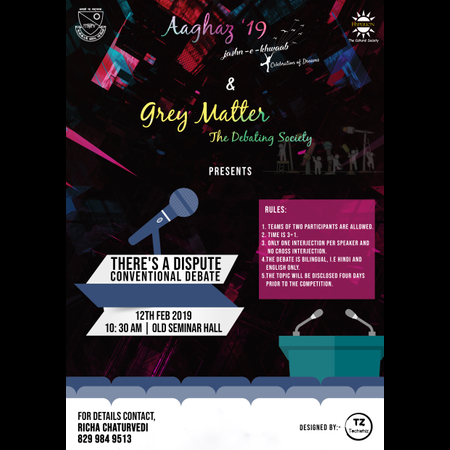 Aaghaz '19
jashn-e-khwaab
Celebration of Dreams
HYPERION
The Cultural Society
&
Grey Matter
The Debating Society
PRESENTS
THERE'S A DISPUTE
CONVENTIONAL DEBATE
12TH FEB 2019
10: 30 AM | OLD SEMINAR HALL
RULES:
1. TEAMS OF TWO PARTICIPANTS ARE ALLOWED.
2. TIME IS 3+1.
3. ONLY ONE INTERJECTION PER SPEAKER AND
NO CROSS INTERJECTION.
4.THE DEBATE IS BILINGUAL, I.E HINDI AND
ENGLISH ONLY.
5.THE TOPIC WILL BE DISCLOSED FOUR DAYS
PRIOR TO THE COMPETITION.
FOR DETAILS CONTACT,
RICHA CHATURVEDI
829 984 9513
DESIGNED BY:-
TZ
Techwhiz